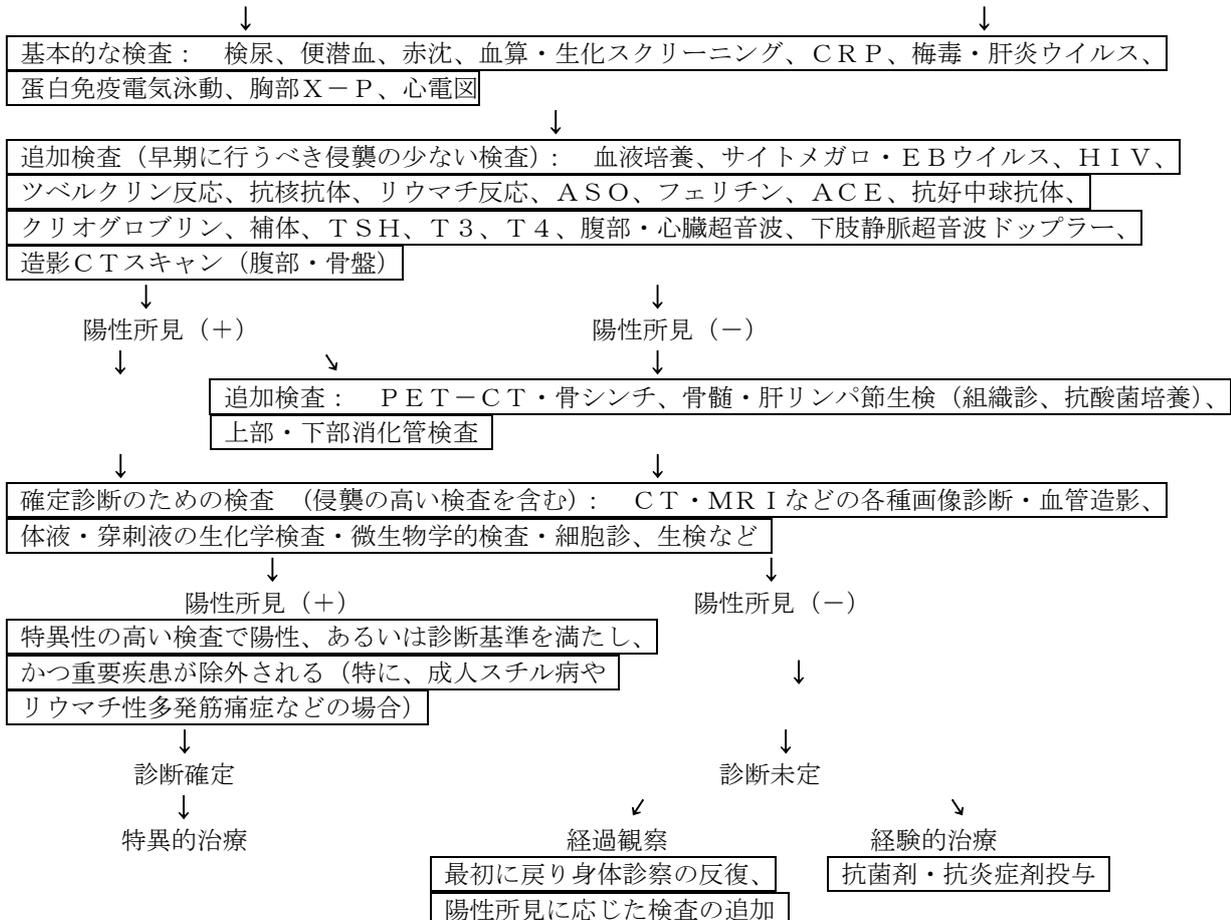 ↓ ↓
基本的な検査： 検尿、便潜血、赤沈、血算・生化スクリーニング、ＣＲＰ、梅毒・肝炎ウイルス、
蛋白免疫電気泳動、胸部Ｘ－Ｐ、心電図
↓
追加検査（早期に行うべき侵襲の少ない検査）： 血液培養、サイトメガロ・ＥＢウイルス、ＨＩＶ、
ツベルクリン反応、抗核抗体、リウマチ反応、ＡＳＯ、フェリチン、ＡＣＥ、抗好中球抗体、
クリオグロブリン、補体、ＴＳＨ、Ｔ３、Ｔ４、腹部・心臓超音波、下肢静脈超音波ドップラー、
造影ＣＴスキャン（腹部・骨盤）
↓ ↓
陽性所見（＋） 陽性所見（－）
↓ ↘ ↓
追加検査： ＰＥＴ－ＣＴ・骨シンチ、骨髄・肝リンパ節生検（組織診、抗酸菌培養）、
上部・下部消化管検査
↓ ↓
確定診断のための検査 （侵襲の高い検査を含む）： ＣＴ・ＭＲＩなどの各種画像診断・血管造影、
体液・穿刺液の生化学検査・微生物学的検査・細胞診、生検など
↓ ↓
陽性所見（＋） 陽性所見（－）
特異性の高い検査で陽性、あるいは診断基準を満たし、
かつ重要疾患が除外される（特に、成人スチル病や ↓
リウマチ性多発筋痛症などの場合）
↓ ↓
診断確定 診断未定
↓ ↙ ↘
特異的治療 経過観察 経験的治療
最初に戻り身体診察の反復、 抗菌剤・抗炎症剤投与
陽性所見に応じた検査の追加